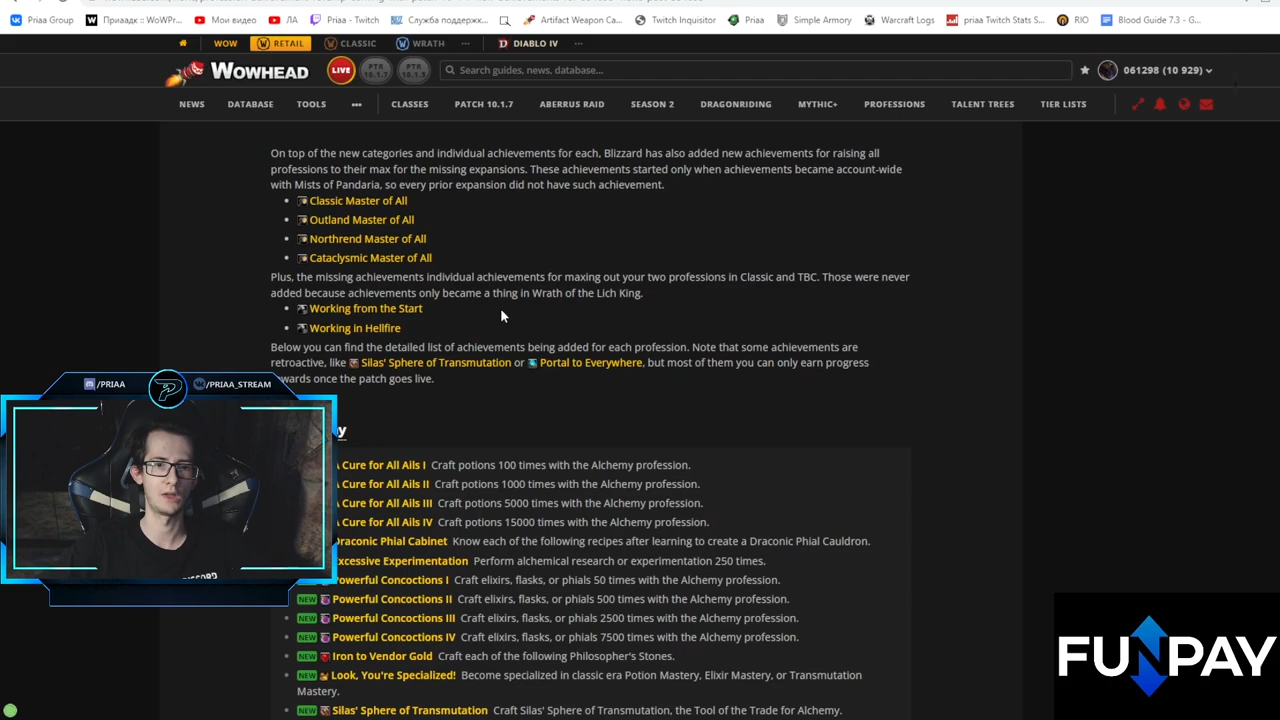 Priaa Group
Приаадк :: WoWPr...
Мои видео
ЛА
Priaa - Twitch
Служба поддержк...
Artifact Weapon Ca...
Twitch Inquisitor
Priaa
Simple Armory
Warcraft Logs
priaa Twitch Stats S...
RIO
Blood Guide 7.3 - G...
WOW
RETAIL
CLASSIC
WRATH
DIABLO IV
WOWHEAD
LIVE
PTR 10.1.7
PTR 10.1.5
Search guides, news, database...
061298 (10 929)
NEWS
DATABASE
TOOLS
CLASSES
PATCH 10.1.7
ABERRUS RAID
SEASON 2
DRAGONRIDING
MYTHIC+
PROFESSIONS
TALENT TREES
TIER LISTS
On top of the new categories and individual achievements for each, Blizzard has also added new achievements for raising all
professions to their max for the missing expansions. These achievements started only when achievements became account-wide
with Mists of Pandaria, so every prior expansion did not have such achievement.
Classic Master of All
Outland Master of All
Northrend Master of All
Cataclysmic Master of All
Plus, the missing achievements individual achievements for maxing out your two professions in Classic and TBC. Those were never
added because achievements only became a thing in Wrath of the Lich King.
Working from the Start
Working in Hellfire
Below you can find the detailed list of achievements being added for each profession. Note that some achievements are
retroactive, like Silas' Sphere of Transmutation or Portal to Everywhere, but most of them you can only earn progress
wards once the patch goes live.
y
A Cure for All Ails I Craft potions 100 times with the Alchemy profession.
A Cure for All Ails II Craft potions 1000 times with the Alchemy profession.
A Cure for All Ails III Craft potions 5000 times with the Alchemy profession.
A Cure for All Ails IV Craft potions 15000 times with the Alchemy profession.
Draconic Phial Cabinet Know each of the following recipes after learning to create a Draconic Phial Cauldron.
Excessive Experimentation Perform alchemical research or experimentation 250 times.
Powerful Concoctions I Craft elixirs, flasks, or phials 50 times with the Alchemy profession.
NEW Powerful Concoctions II Craft elixirs, flasks, or phials 500 times with the Alchemy profession.
NEW Powerful Concoctions III Craft elixirs, flasks, or phials 2500 times with the Alchemy profession.
NEW Powerful Concoctions IV Craft elixirs, flasks, or phials 7500 times with the Alchemy profession.
NEW Iron to Vendor Gold Craft each of the following Philosopher's Stones.
NEW Look, You're Specialized! Become specialized in classic era Potion Mastery, Elixir Mastery, or Transmutation
Mastery.
NEW Silas' Sphere of Transmutation Craft Silas' Sphere of Transmutation, the Tool of the Trade for Alchemy.
/PRIAA
/PRIAA_STREAM
FUNPAY